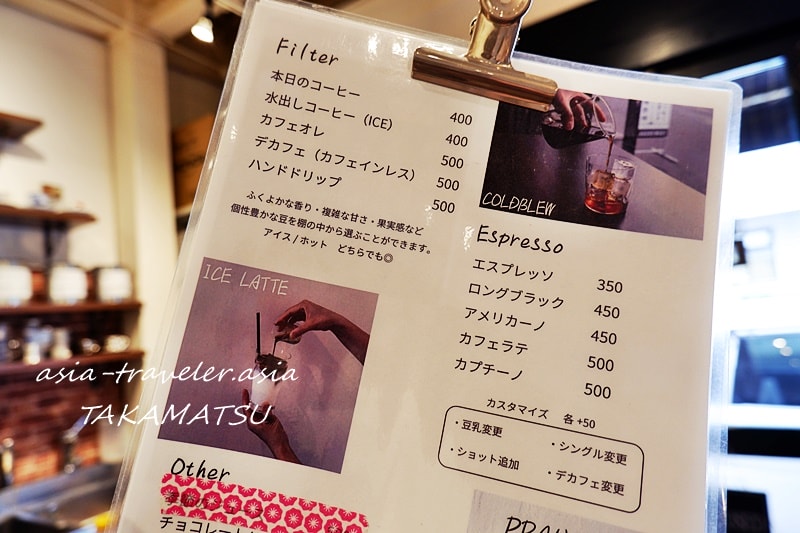 Filter
本日のコーヒー 400
水出しコーヒー（ICE） 400
カフェオレ 500
デカフェ（カフェインレス） 500
ハンドドリップ 500
ふくよかな香り・複雑な甘さ・果実感など
個性豊かな豆を棚の中から選ぶことができます。
アイス / ホット どちらでも◎
ICE LATTE
Other
チョコレート
COLDBLEW
Espresso
エスプレッソ 350
ロングブラック 450
アメリカーノ 450
カフェラテ 500
カプチーノ 500
カスタマイズ 各 +50
・豆乳変更 ・シングル変更
・ショット追加 ・デカフェ変更
asia-traveler.asia
TAKAMATSU